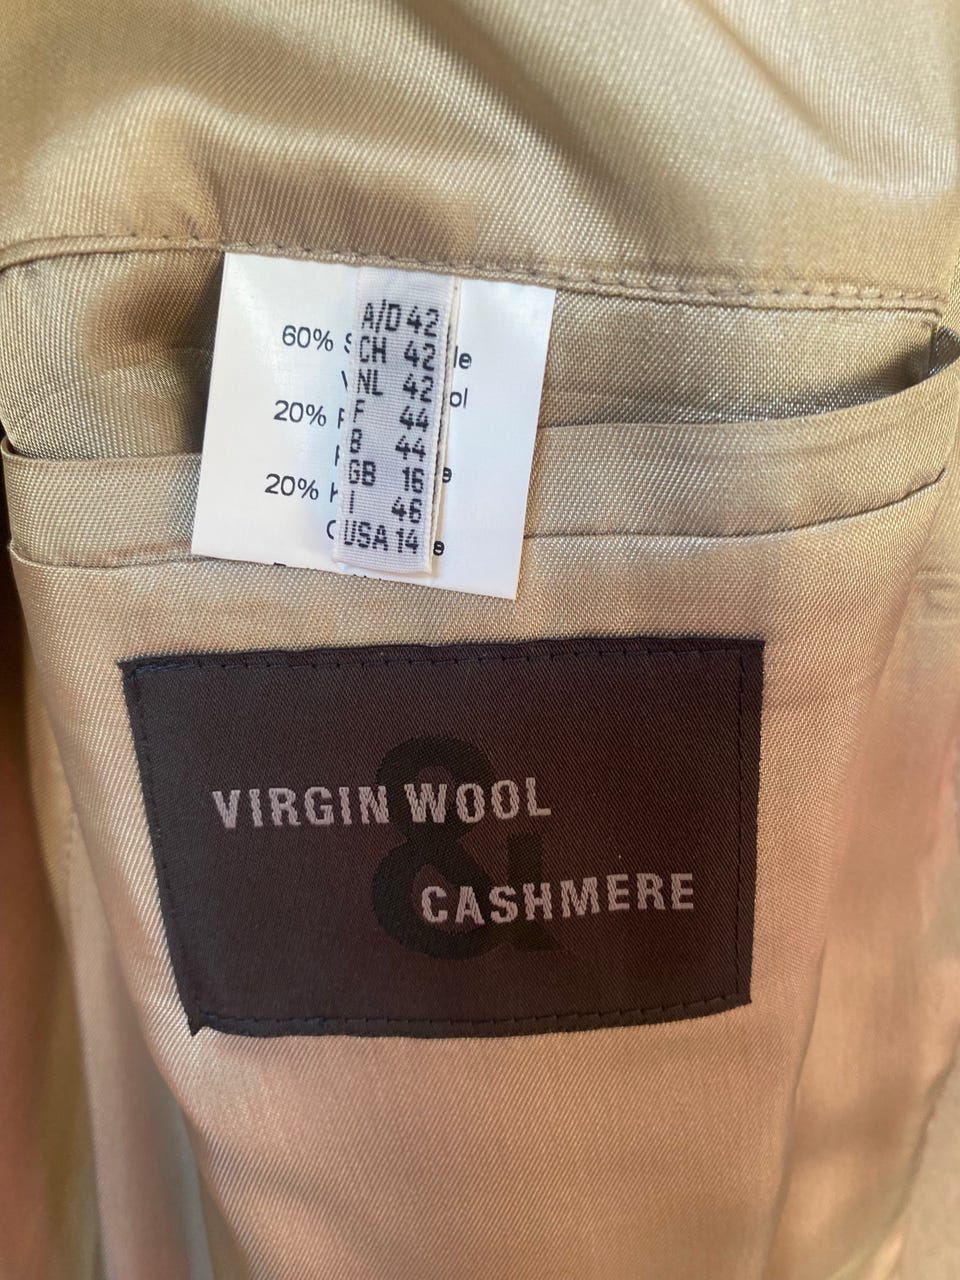 A/D 42
CH 42
NL 42
F 44
B 44
GB 16
I 46
USA 14
60%
20%
20%
VIRGIN WOOL
&
CASHMERE